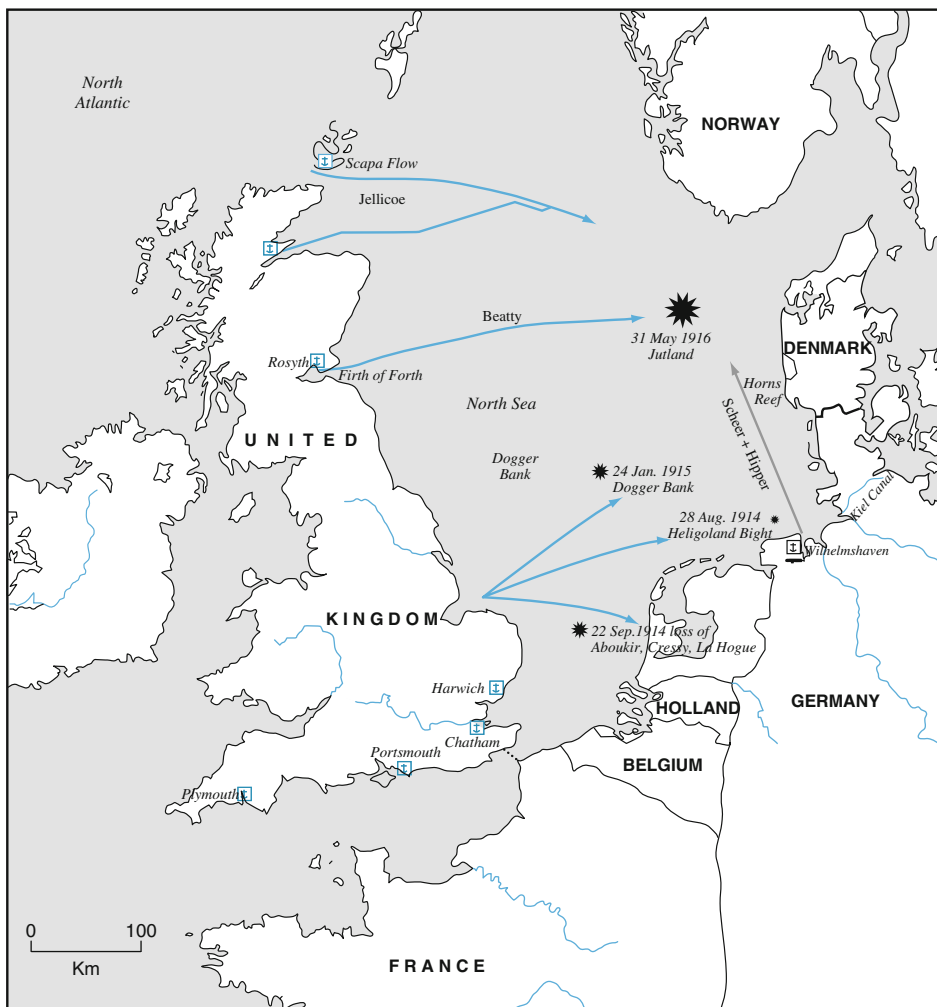 North
Atlantic
NORWAY
Scapa Flow
Jellicoe
Beatty
31 May 1916
Jutland
DENMARK
Rosyth
Firth of Forth
Horns
Reef
North Sea
Scheer + Hipper
UNITED
Dogger
Bank
24 Jan. 1915
Dogger Bank
Kiel Canal
28 Aug. 1914
Heligoland Bight
Wilhelmshaven
KINGDOM
22 Sep.1914 loss of
Aboukir, Cressy, La Hogue
Harwich
HOLLAND
GERMANY
Chatham
Portsmouth
BELGIUM
Plymouth
0 100
Km
FRANCE